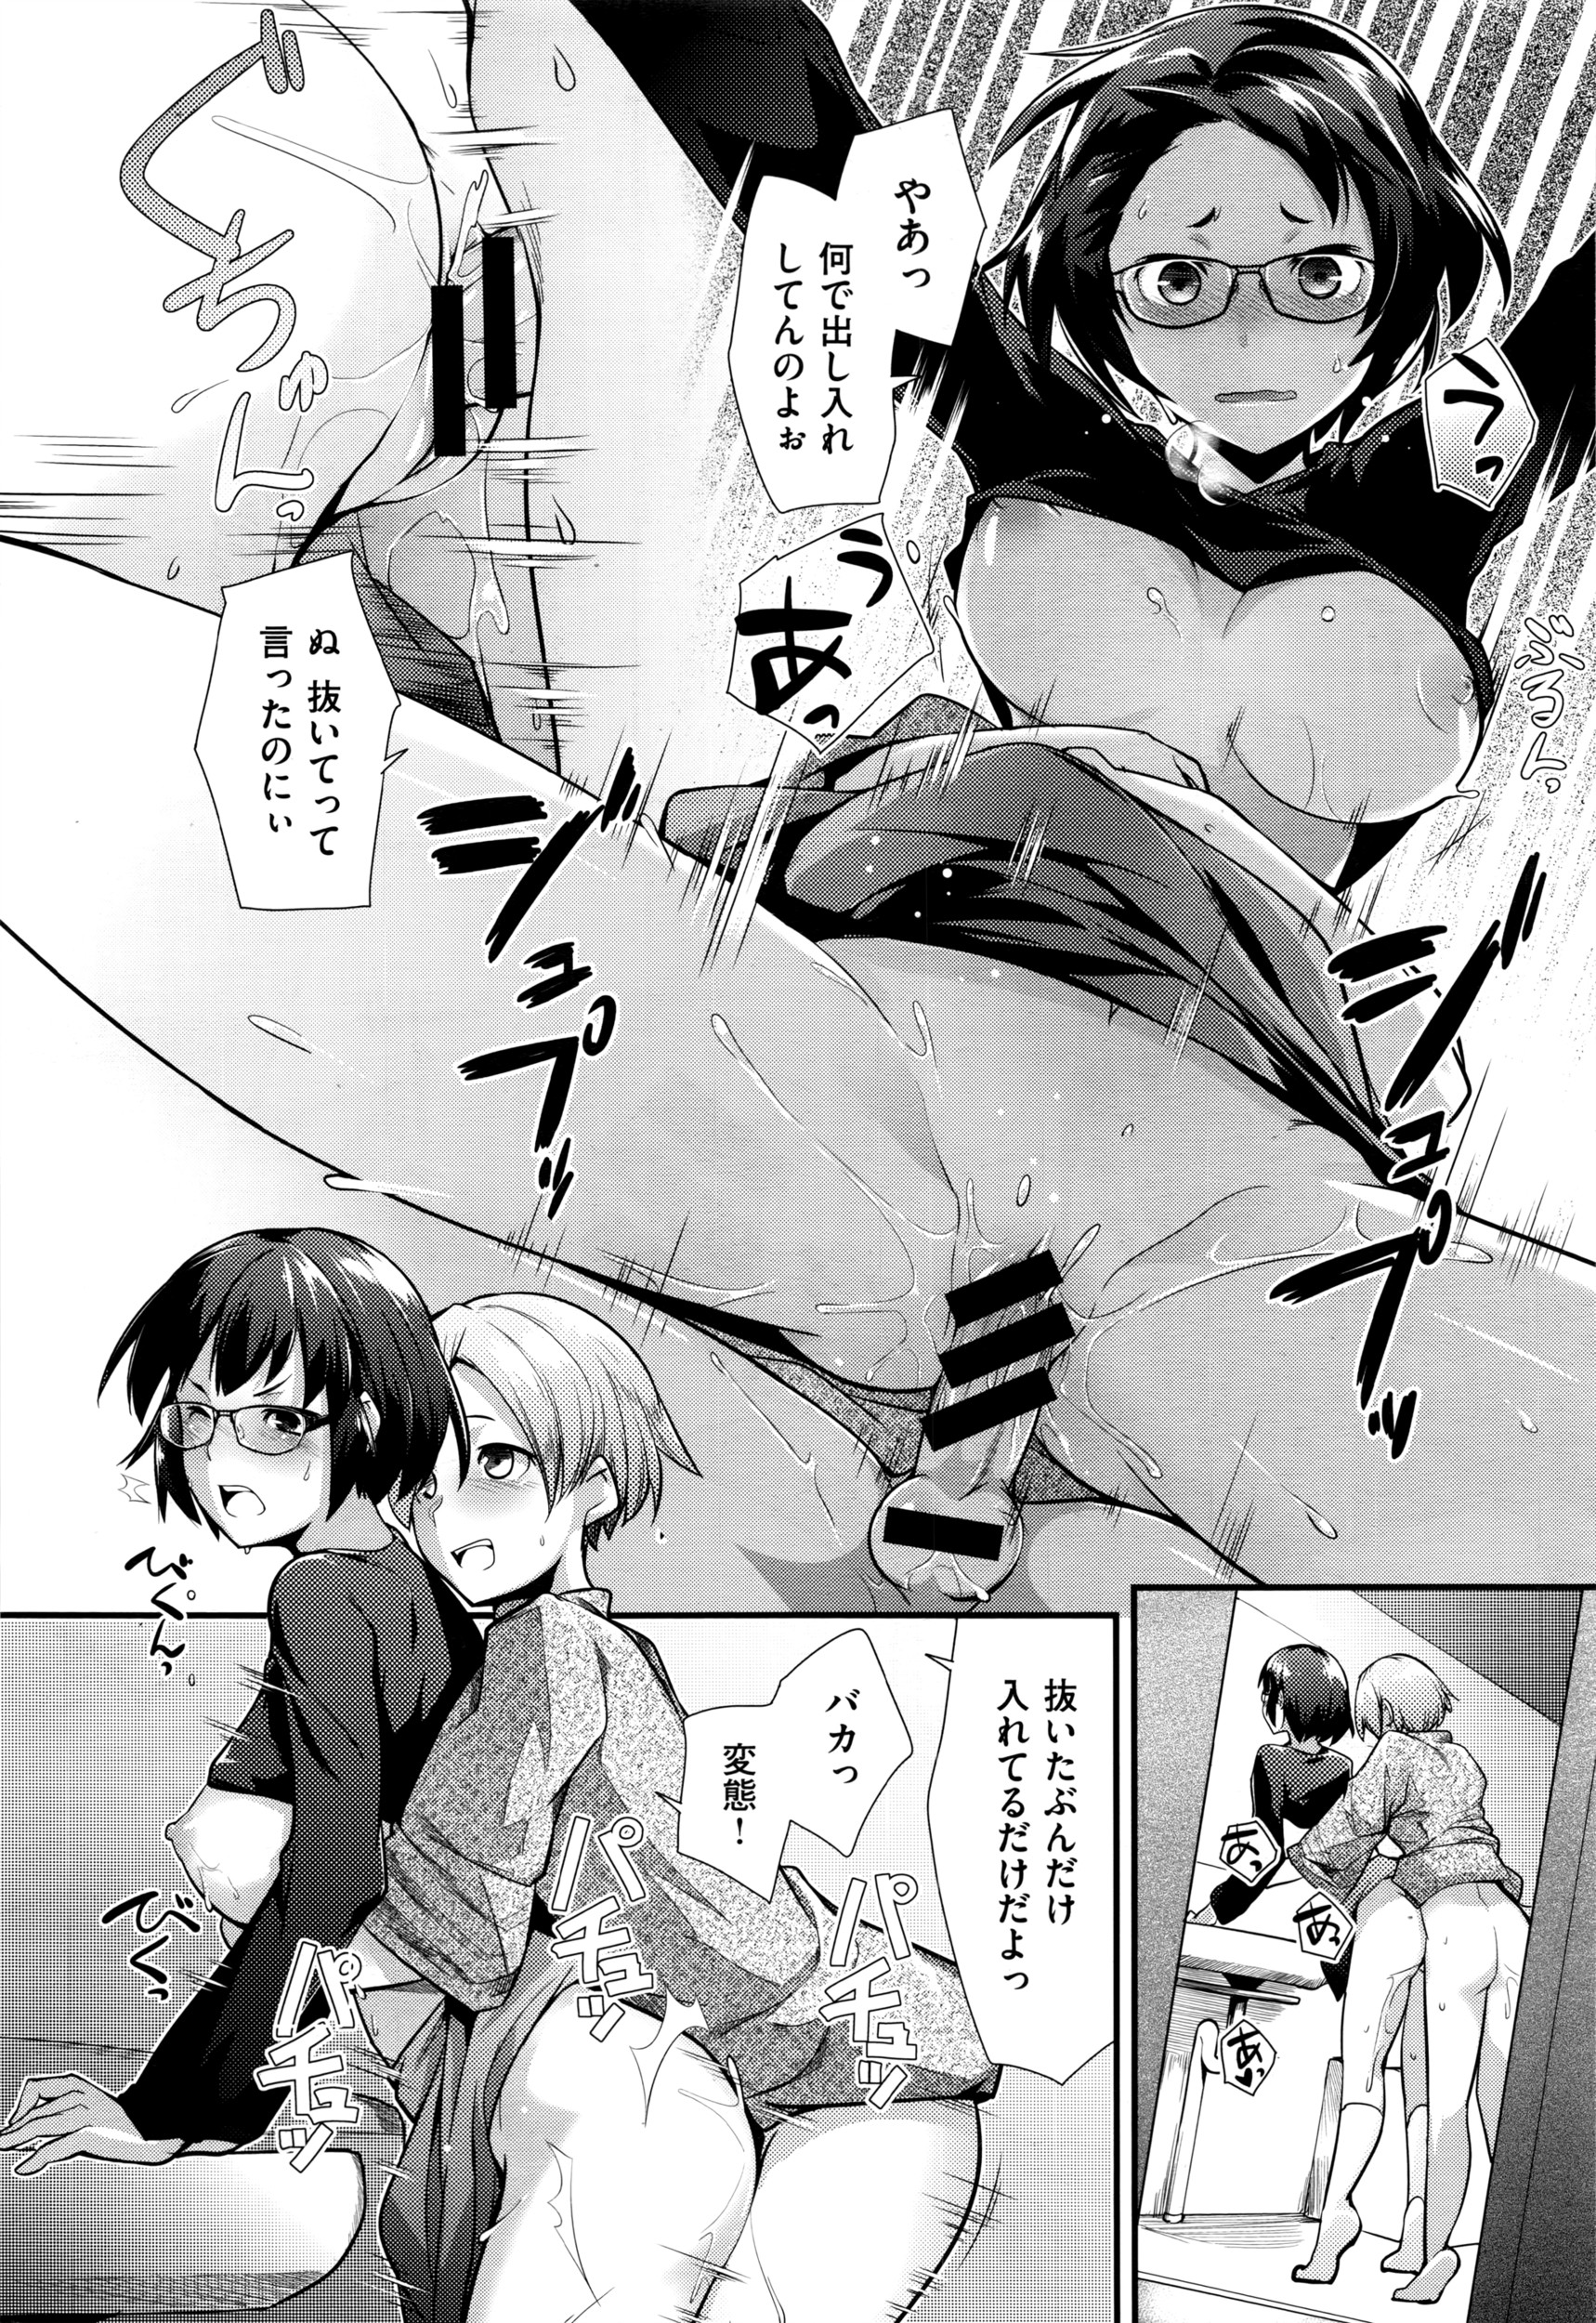 やあっ
何で出し入れ
してんのよぉ
うっ
うあっ
ぶるんっ
ぐちゅんっ
ぬ 抜いてって
言ったのにぃ
ジュプッ
ジュプッ
抜いたぶんだけ
入れてるだけだよっ
バカっ
変態！
びくんっ
びくっ
パチュッ
パチュッ
パチュッ
あっ
あっ
あっ♥